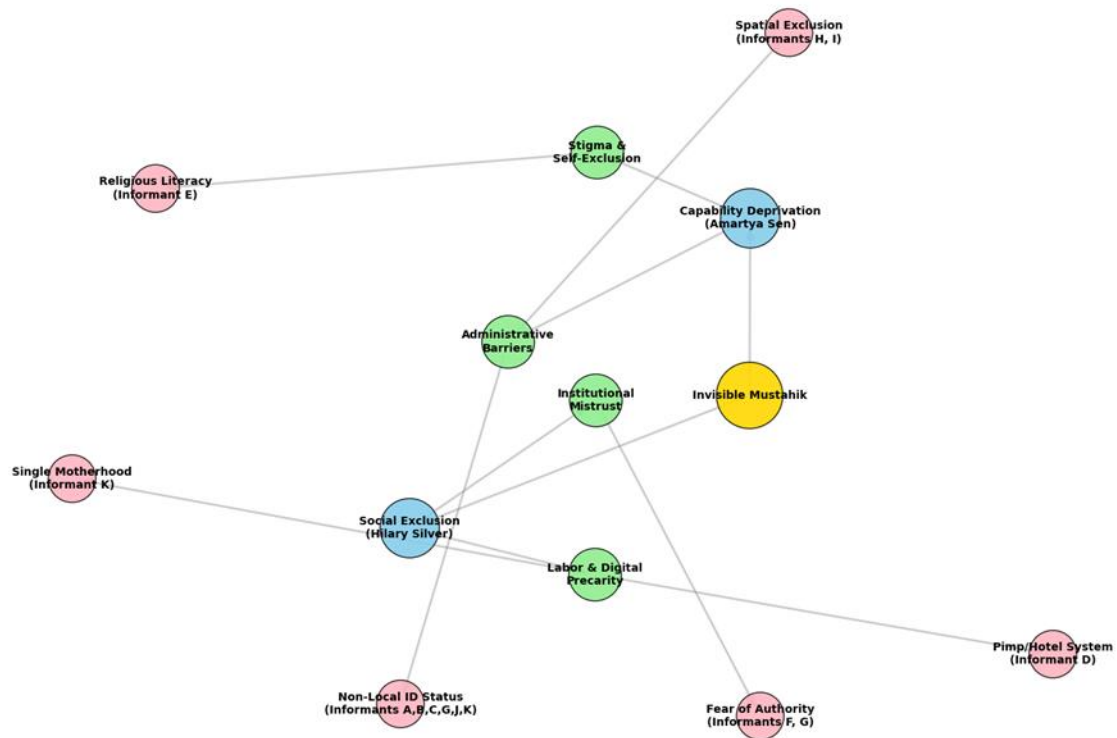 Spatial Exclusion
(Informants H, I)
Stigma &
Self-Exclusion
Religious Literacy
(Informant E)
Capability Deprivation
(Amartya Sen)
Administrative
Barriers
Institutional
Mistrust
Invisible Mustahik
Single Motherhood
(Informant K)
Social Exclusion
(Hilary Silver)
Labor & Digital
Precarity
Pimp/Hotel System
(Informant D)
Non-Local ID Status
(Informants A,B,C,G,J,K)
Fear of Authority
(Informants F, G)